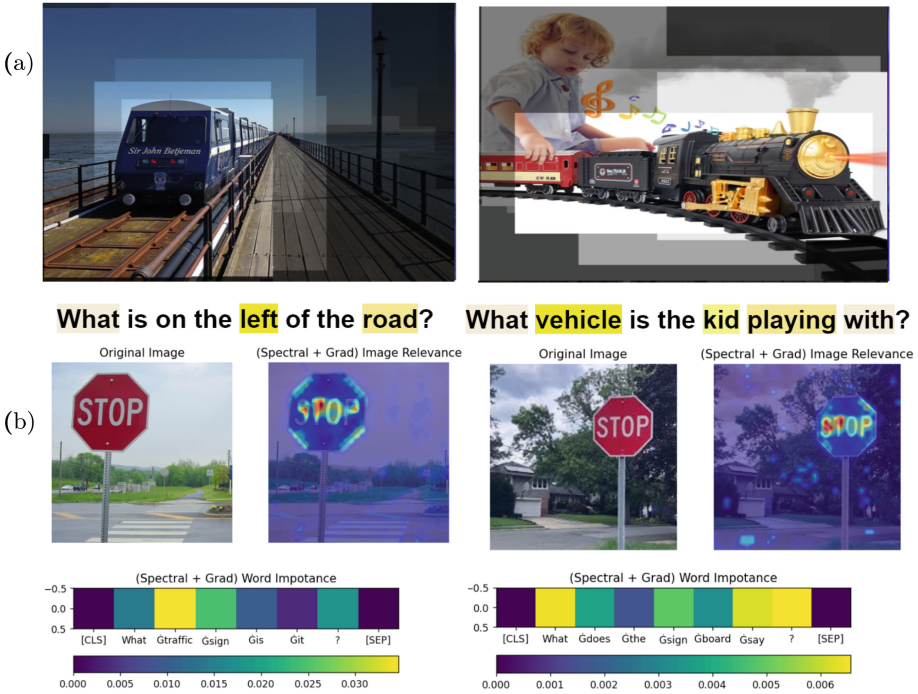 (a)
Sir John Betjeman
What is on the left of the road?
What vehicle is the kid playing with?
Original Image
(Spectral + Grad) Image Relevance
Original Image
(Spectral + Grad) Image Relevance
(b)
STOP
STOP
STOP
STOP
(Spectral + Grad) Word Impotance
(Spectral + Grad) Word Impotance
−0.5
0.0
0.5
[CLS] What Ġtraffic Ġsign Ġis Ġit ? [SEP]
0.000 0.005 0.010 0.015 0.020 0.025 0.030
−0.5
0.0
0.5
[CLS] What Ġdoes Ġthe Ġsign Ġboard Ġsay ? [SEP]
0.000 0.001 0.002 0.003 0.004 0.005 0.006